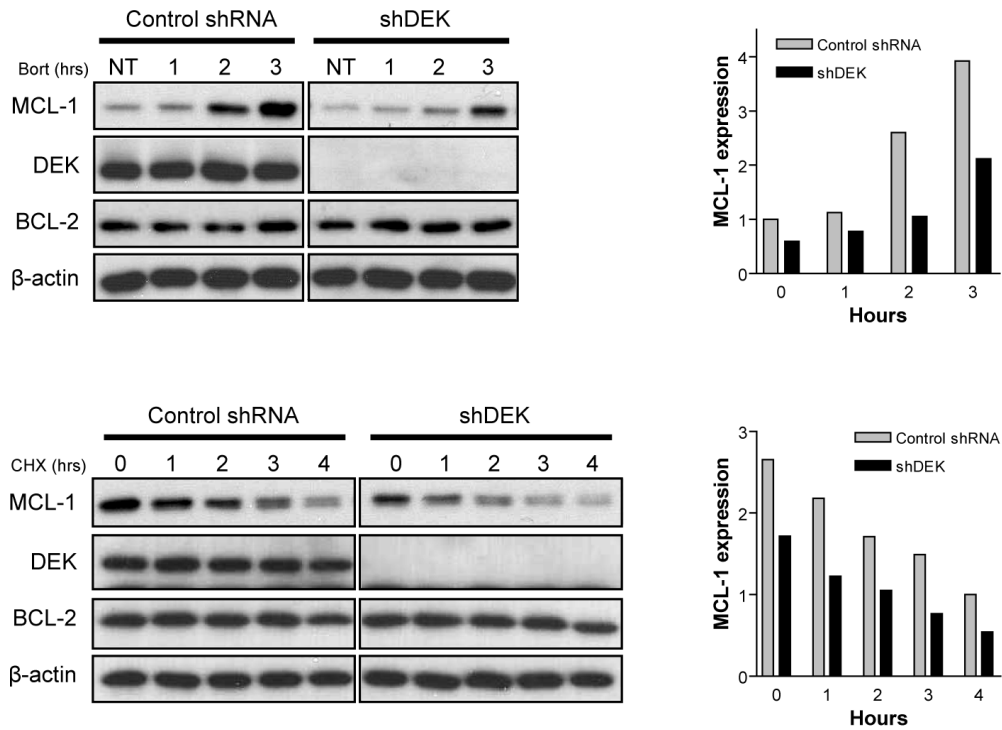 Control shRNA shDEK
Bort (hrs) NT 1 2 3 NT 1 2 3
MCL-1
DEK
BCL-2
β-actin
Control shRNA
shDEK
MCL-1 expression
4
3
2
1
0
0 1 2 3
Hours
Control shRNA shDEK
CHX (hrs) 0 1 2 3 4 0 1 2 3 4
MCL-1
DEK
BCL-2
β-actin
Control shRNA
shDEK
MCL-1 expression
3
2
1
0
0 1 2 3 4
Hours